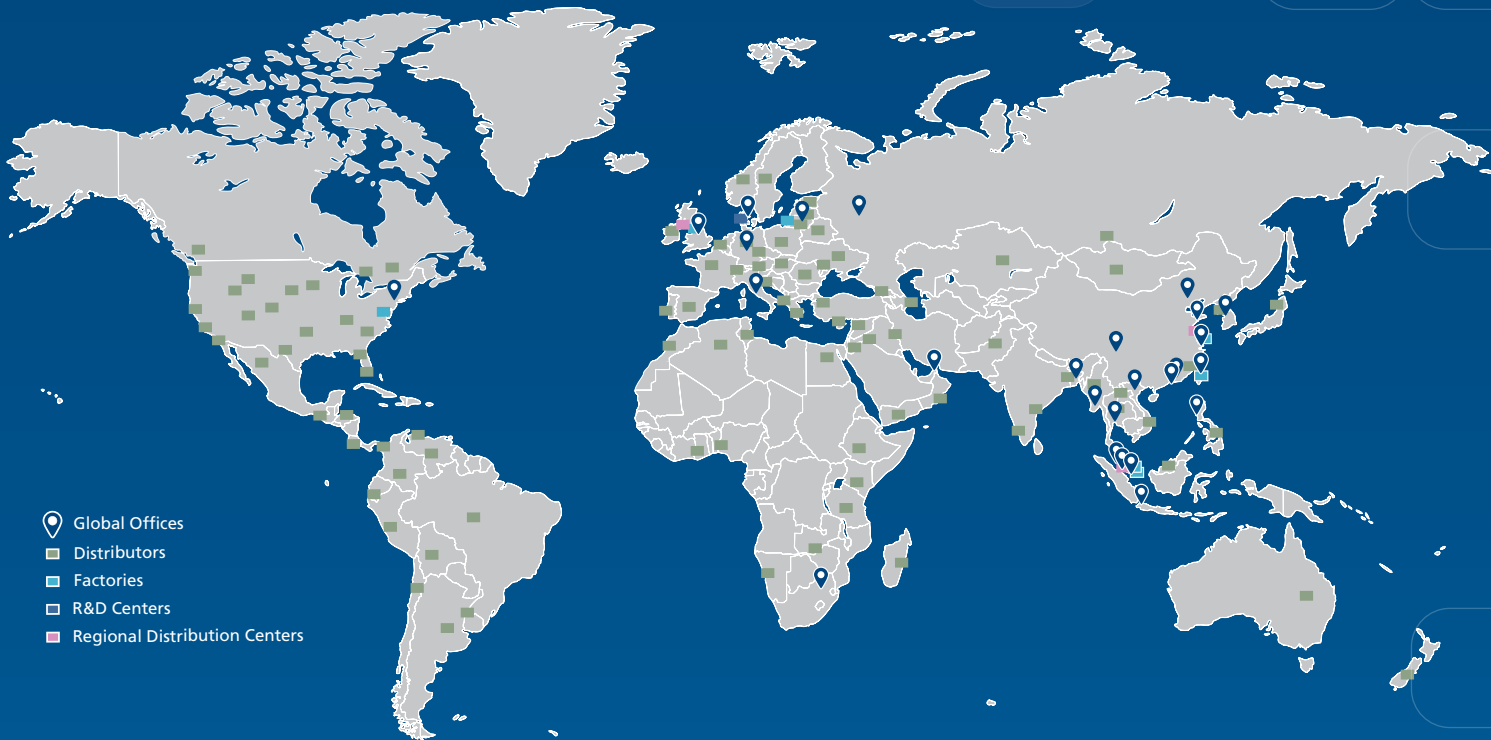 Global Offices
Distributors
Factories
R&D Centers
Regional Distribution Centers